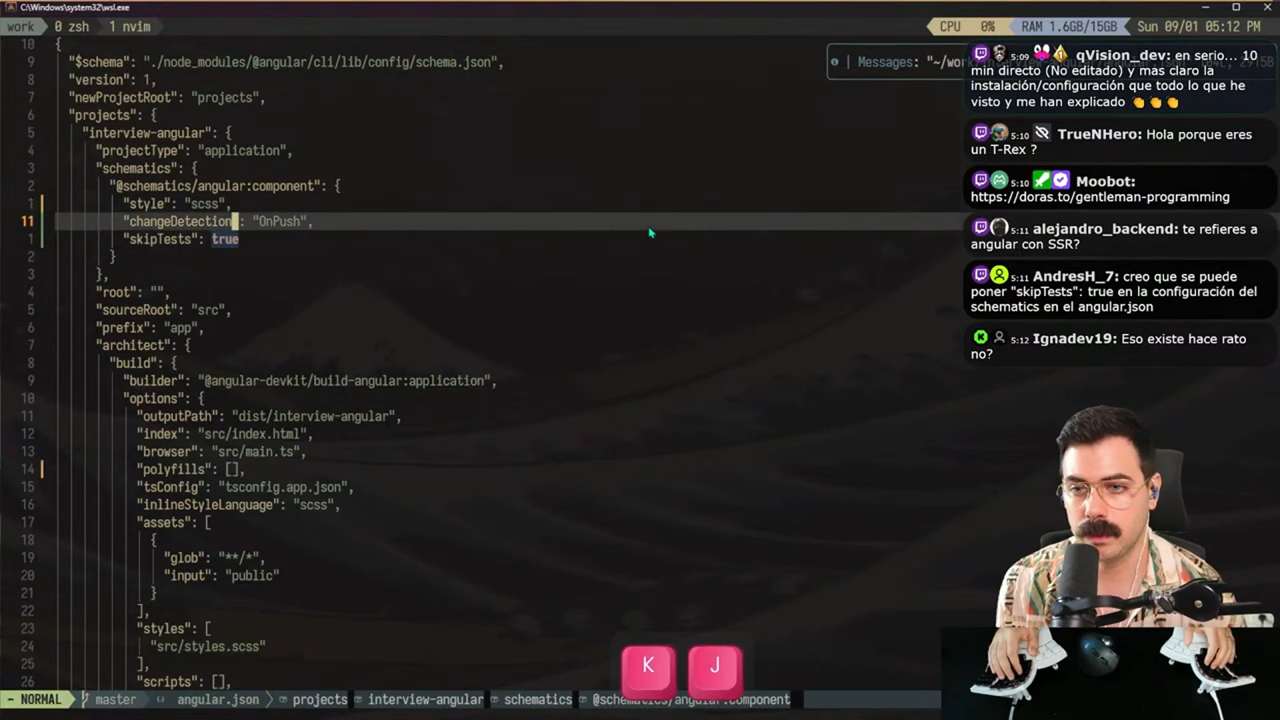 C:\Windows\system32\wsl.exe
work 0 zsh 1 nvim
CPU 0% RAM 1.6GB/15GB Sun 09/01 05:12 PM
10 {
9 "$schema": "./node_modules/@angular/cli/lib/config/schema.json",
8 "version": 1,
7 "newProjectRoot": "projects",
6 "projects": {
5 "interview-angular": {
4 "projectType": "application",
3 "schematics": {
2 "@schematics/angular:component": {
1 "style": "scss",
11 "changeDetection": "OnPush",
1 "skipTests": true
2 }
3 },
4 "root": "",
5 "sourceRoot": "src",
6 "prefix": "app",
7 "architect": {
8 "build": {
9 "builder": "@angular-devkit/build-angular:application",
10 "options": {
11 "outputPath": "dist/interview-angular",
12 "index": "src/index.html",
13 "browser": "src/main.ts",
14 "polyfills": [],
15 "tsConfig": "tsconfig.app.json",
16 "inlineStyleLanguage": "scss",
17 "assets": [
18 {
19 "glob": "**/*",
20 "input": "public"
21 }
22 ],
23 "styles": [
24 "src/styles.scss"
25 ],
26 "scripts": [],
Messages:
5:09 qVision_dev: en serio... 10
min directo (No editado) y mas claro la
instalación/configuración que todo lo que he
visto y me han explicado 👏👏👏
5:10 TrueNHero: Hola porque eres
un T-Rex ?
5:10 Moobot:
https://doras.to/gentleman-programming
5:11 alejandro_backend: te refieres a
angular con SSR?
5:11 AndresH_7: creo que se puede
poner "skipTests": true en la configuración del
schematics en el angular.json
5:12 Ignadev19: Eso existe hace rato
no?
K J
NORMAL master angular.json projects interview-angular schematics @schematics/angular:component